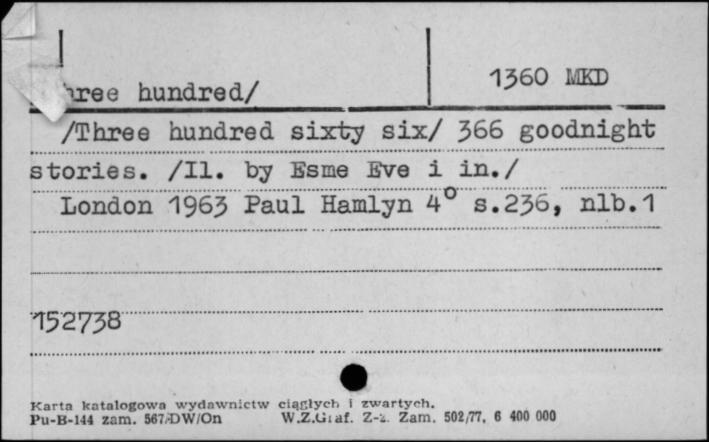 hree hundred/
1360 MKD
/Three hundred sixty six/ 366 goodnight
stories. /Il. by Esme Eve i in./
London 1963 Paul Hamlyn 4° s.236, nlb.1
152738
Karta katalogowa wydawnictw ciągłych i zwartych.
Pu-B-144 zam. 567/DW/On W.Z.Graf. Z-2. Zam. 502/77, 6 400 000